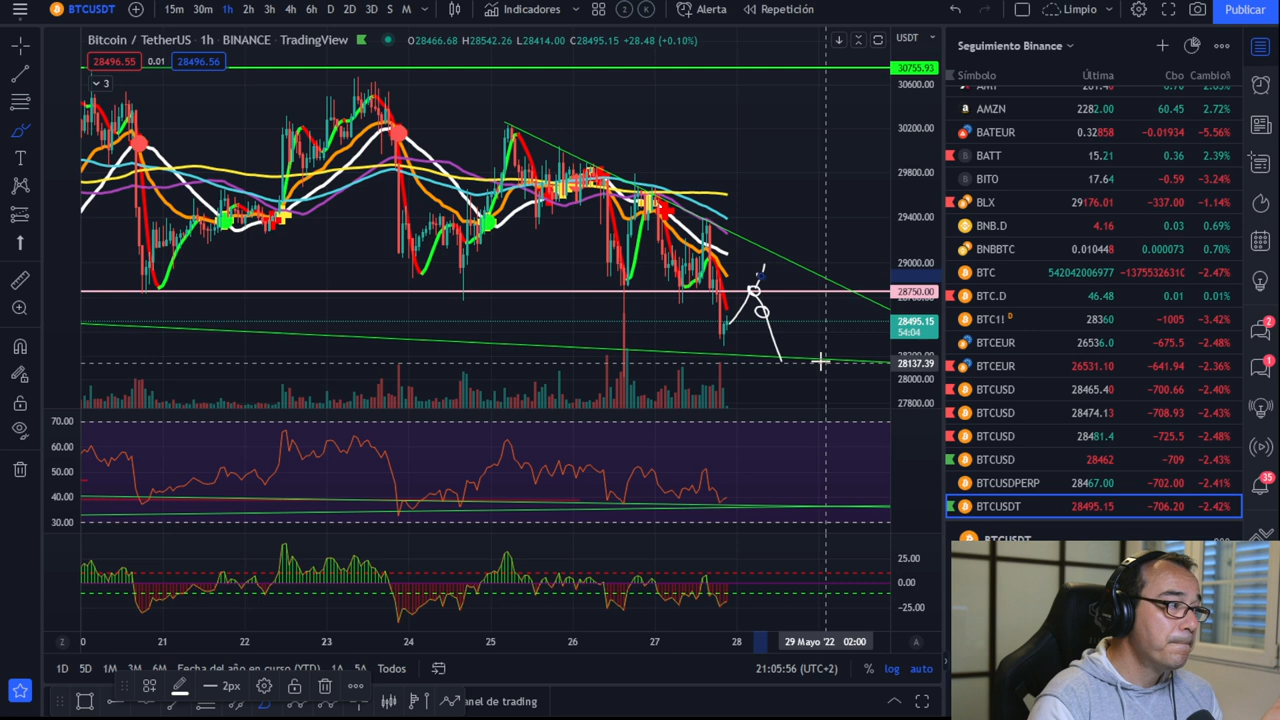 BTCUSDT 15m 30m 1h 2h 3h 4h 6h D 2D 3D S M Indicadores 2 K Alerta Repetición Limpio Publicar
Bitcoin / TetherUS · 1h · BINANCE · TradingView O28466.68 H28542.26 L28414.00 C28495.15 +28.48 (+0.10%) USDT
28496.55 0.01 28496.56
3
30755.93
30600.00
30200.00
29800.00
29400.00
29000.00
28750.00
28495.15
54:04
28137.39
28000.00
27800.00
70.00
60.00
50.00
40.00
30.00
25.00
0.00
−25.00
Z 0 21 22 23 24 25 26 27 28 29 Mayo '22 02:00 A
1D 5D 1M 3M 6M Fecha del año en curso (YTD) 1A 5A Todos 21:05:56 (UTC+2) % log auto
2px
anel de trading
Seguimiento Binance
Símbolo Última Cbo Cambio%
AMZN 2282.00 60.45 2.72%
BATEUR 0.32858 −0.01934 −5.56%
BATT 15.21 0.36 2.39%
BITO 17.64 −0.59 −3.24%
BLX 29176.01 −337.00 −1.14%
BNB.D 4.16 0.03 0.69%
BNBBTC 0.010448 0.000073 0.70%
BTC 542042006977 −1375532631( −2.47%
BTC.D 46.48 0.01 0.01%
BTC1! D 28360 −1005 −3.42%
BTCEUR 26536.0 −675.5 −2.48%
BTCEUR 26531.10 −641.94 −2.36%
BTCUSD 28465.40 −700.66 −2.40%
BTCUSD 28474.13 −708.93 −2.43%
BTCUSD 28481.4 −725.5 −2.48%
BTCUSD 28462 −709 −2.43%
BTCUSDPERP 28467.00 −702.00 −2.41%
BTCUSDT 28495.15 −706.20 −2.42%
BTCUSDT
2
1
35